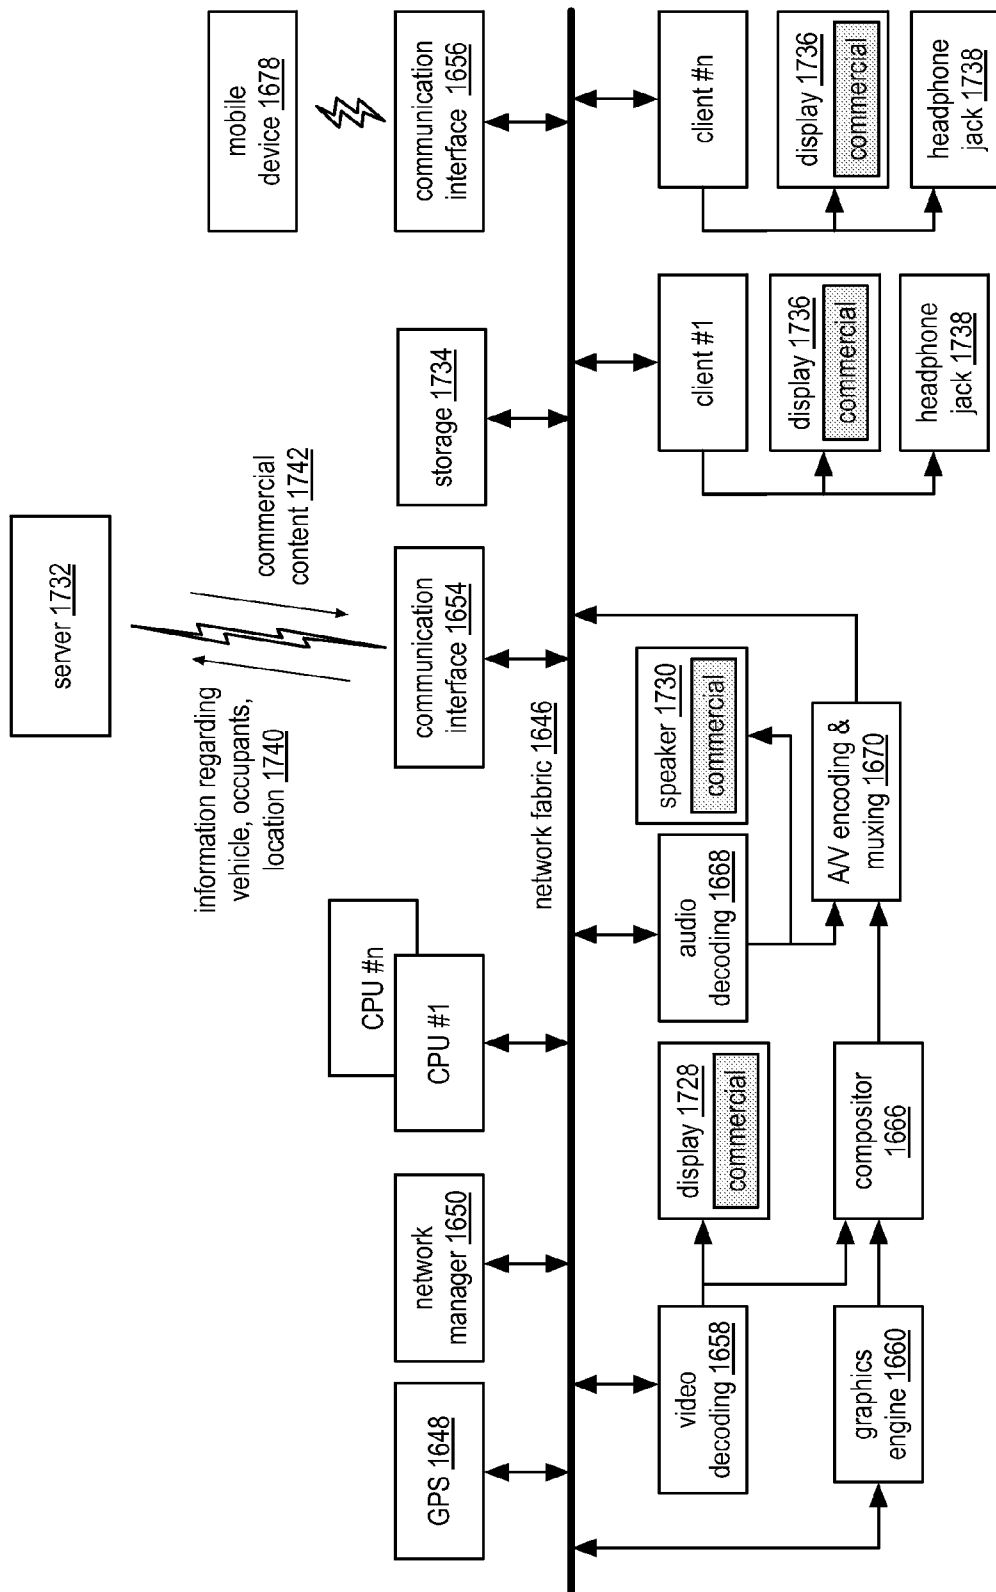 server 1732
information regarding
vehicle, occupants,
location 1740
commercial
content 1742
mobile
device 1678
GPS 1648
network
manager 1650
CPU #n
CPU #1
communication
interface 1654
storage 1734
communication
interface 1656
network fabric 1646
video
decoding 1658
display 1728
commercial
audio
decoding 1668
speaker 1730
commercial
client #1
display 1736
commercial
headphone
jack 1738
client #n
display 1736
commercial
headphone
jack 1738
graphics
engine 1660
compositor
1666
A/V encoding &
muxing 1670